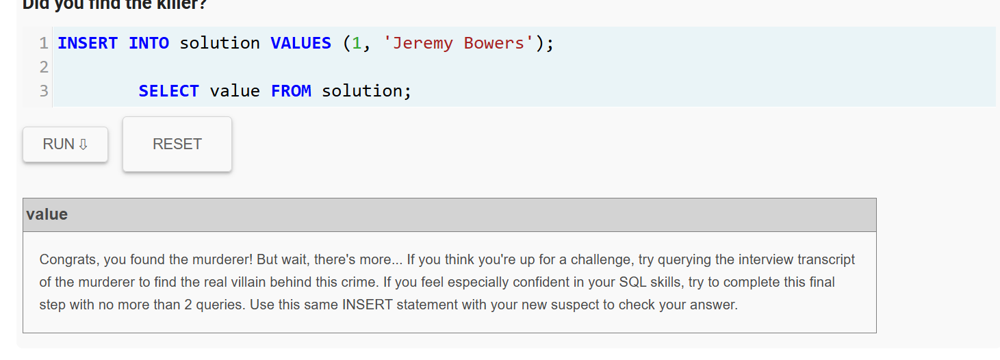 Did you find the killer?
1 INSERT INTO solution VALUES (1, 'Jeremy Bowers');
2
3 SELECT value FROM solution;
RUN ⇩ RESET
value
Congrats, you found the murderer! But wait, there's more... If you think you're up for a challenge, try querying the interview transcript
of the murderer to find the real villain behind this crime. If you feel especially confident in your SQL skills, try to complete this final
step with no more than 2 queries. Use this same INSERT statement with your new suspect to check your answer.